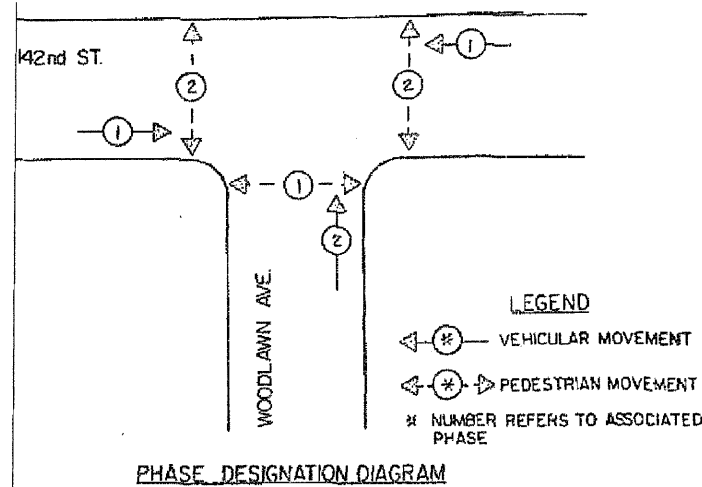 142nd ST.
1
2
2
1
1
2
WOODLAWN AVE.
LEGEND
* VEHICULAR MOVEMENT
* PEDESTRIAN MOVEMENT
* NUMBER REFERS TO ASSOCIATED
PHASE
PHASE DESIGNATION DIAGRAM